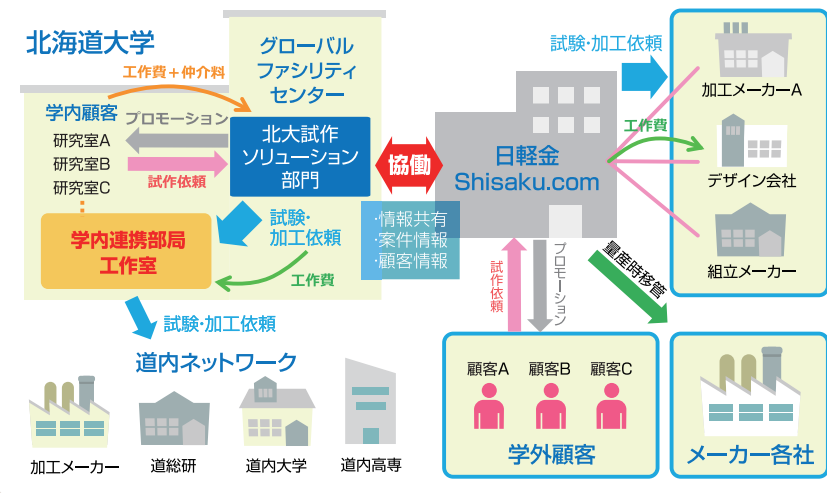 北海道大学
グローバル
ファシリティ
センター
工作費＋仲介料
学内顧客
研究室A
研究室B
研究室C
プロモーション
試作依頼
北大試作
ソリューション
部門
学内連携部局
工作室
試験・
加工依頼
工作費
協働
・情報共有
・案件情報
・顧客情報
日軽金
Shisaku.com
試験・加工依頼
工作費
加工メーカーA
デザイン会社
組立メーカー
試作依頼
プロモーション
量産時移管
試験・加工依頼
道内ネットワーク
加工メーカー
道総研
道内大学
道内高専
顧客A
顧客B
顧客C
学外顧客
メーカー各社